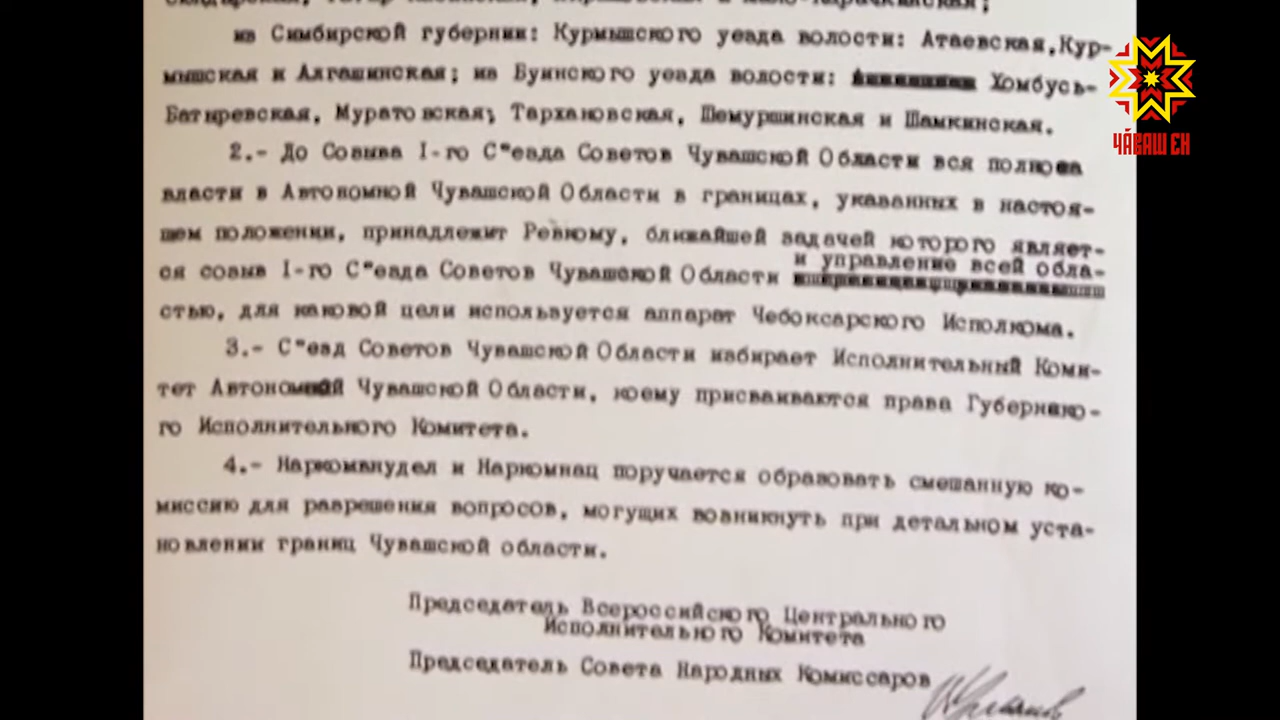 из Симбирской губернии: Курмышского уезда волости: Атаевская, Кур-
мышская и Алгашинская; из Буинского уезда волости: Хомбусь-
Батыревская, Муратовская; Тархановская, Шемуршинская и Шамкинская.
2.- До Созыва I-го С"езда Советов Чувашской Области вся полнота
власти в Автономной Чувашской Области в границах, указанных в настоя-
щем положении, принадлежит Ревкому, ближайшей задачей которого являет-
и управление всей обла-
ся созыв I-го С"езда Советов Чувашской Области
стью, для каковой цели используется аппарат Чебоксарского Исполкома.
3.- С"езд Советов Чувашской Области избирает Исполнительный Коми-
тет Автономной Чувашской Области, коему присваиваются права Губернско-
го Исполнительного Комитета.
4.- Наркомвнудел и Наркомнац поручается образовать смешанную ко-
миссию для разрешения вопросов, могущих возникнуть при детальном уста-
новлении границ Чувашской области.
Председатель Всероссийского Центрального
Исполнительного Комитета
Председатель Совета Народных Комиссаров
ЧӐВАШ ЕН